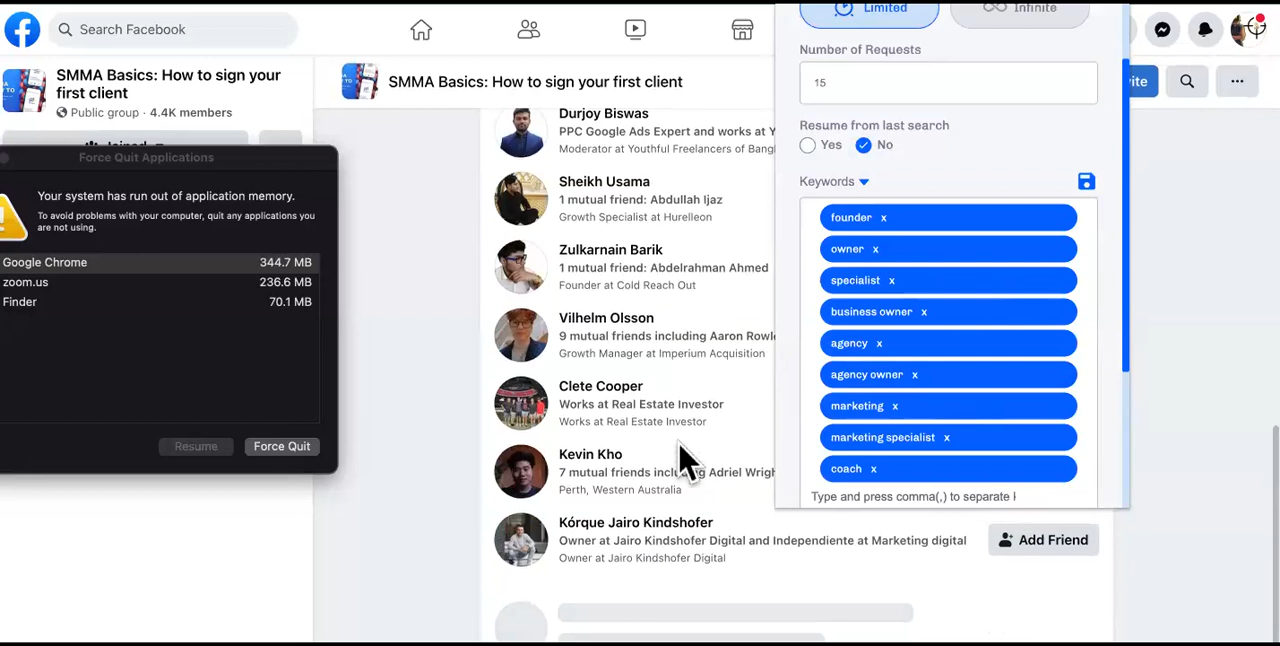 Search Facebook
SMMA Basics: How to sign your
first client
Public group · 4.4K members
Joined
Force Quit Applications
Your system has run out of application memory.
To avoid problems with your computer, quit any applications you
are not using.
Google Chrome 344.7 MB
zoom.us 236.6 MB
Finder 70.1 MB
Resume Force Quit
SMMA Basics: How to sign your first client
Durjoy Biswas
PPC Google Ads Expert and works at Y
Moderator at Youthful Freelancers of Bangl
Sheikh Usama
1 mutual friend: Abdullah Ijaz
Growth Specialist at Hurelleon
Zulkarnain Barik
1 mutual friend: Abdelrahman Ahmed
Founder at Cold Reach Out
Vilhelm Olsson
9 mutual friends including Aaron Rowle
Growth Manager at Imperium Acquisition
Clete Cooper
Works at Real Estate Investor
Works at Real Estate Investor
Kevin Kho
7 mutual friends including Adriel Wrigh
Perth, Western Australia
Kórque Jairo Kindshofer
Owner at Jairo Kindshofer Digital and Independiente at Marketing digital
Owner at Jairo Kindshofer Digital
Add Friend
Limited
Infinite
Number of Requests
15
Resume from last search
Yes No
Keywords
founder x
owner x
specialist x
business owner x
agency x
agency owner x
marketing x
marketing specialist x
coach x
Type and press comma(,) to separate